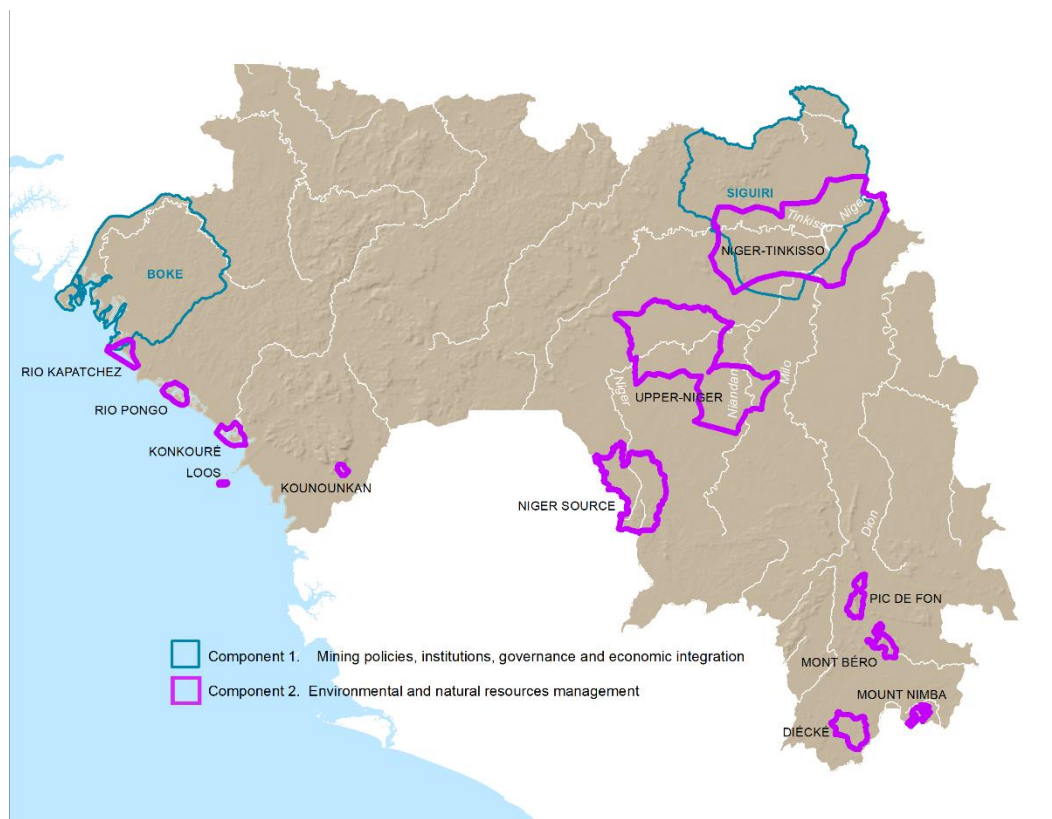 SIGUIRI
Tinkisso
Niger
NIGER-TINKISSO
BOKE
RIO KAPATCHEZ
RIO PONGO
KONKOURÉ
LOOS
KOUNOUNKAN
Niger
UPPER-NIGER
Niandan
Milo
NIGER SOURCE
Dion
PIC DE FON
MONT BÉRO
MOUNT NIMBA
DIÉCKÉ
Component 1. Mining policies, institutions, governance and economic integration
Component 2. Environmental and natural resources management